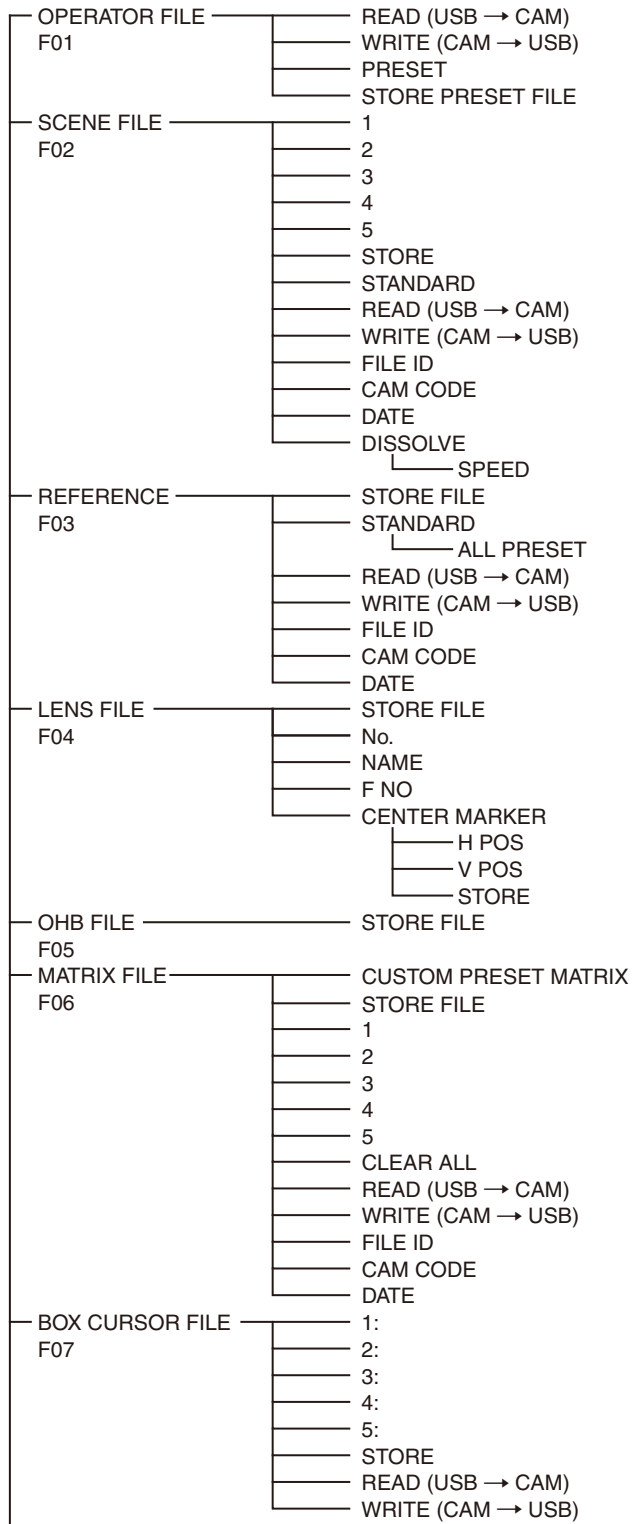 OPERATOR FILE READ (USB → CAM)
F01 WRITE (CAM → USB)
PRESET
STORE PRESET FILE
SCENE FILE 1
F02 2
3
4
5
STORE
STANDARD
READ (USB → CAM)
WRITE (CAM → USB)
FILE ID
CAM CODE
DATE
DISSOLVE
SPEED
REFERENCE STORE FILE
F03 STANDARD
ALL PRESET
READ (USB → CAM)
WRITE (CAM → USB)
FILE ID
CAM CODE
DATE
LENS FILE STORE FILE
F04 No.
NAME
F NO
CENTER MARKER
H POS
V POS
STORE
OHB FILE STORE FILE
F05
MATRIX FILE CUSTOM PRESET MATRIX
F06 STORE FILE
1
2
3
4
5
CLEAR ALL
READ (USB → CAM)
WRITE (CAM → USB)
FILE ID
CAM CODE
DATE
BOX CURSOR FILE 1:
F07 2:
3:
4:
5:
STORE
READ (USB → CAM)
WRITE (CAM → USB)